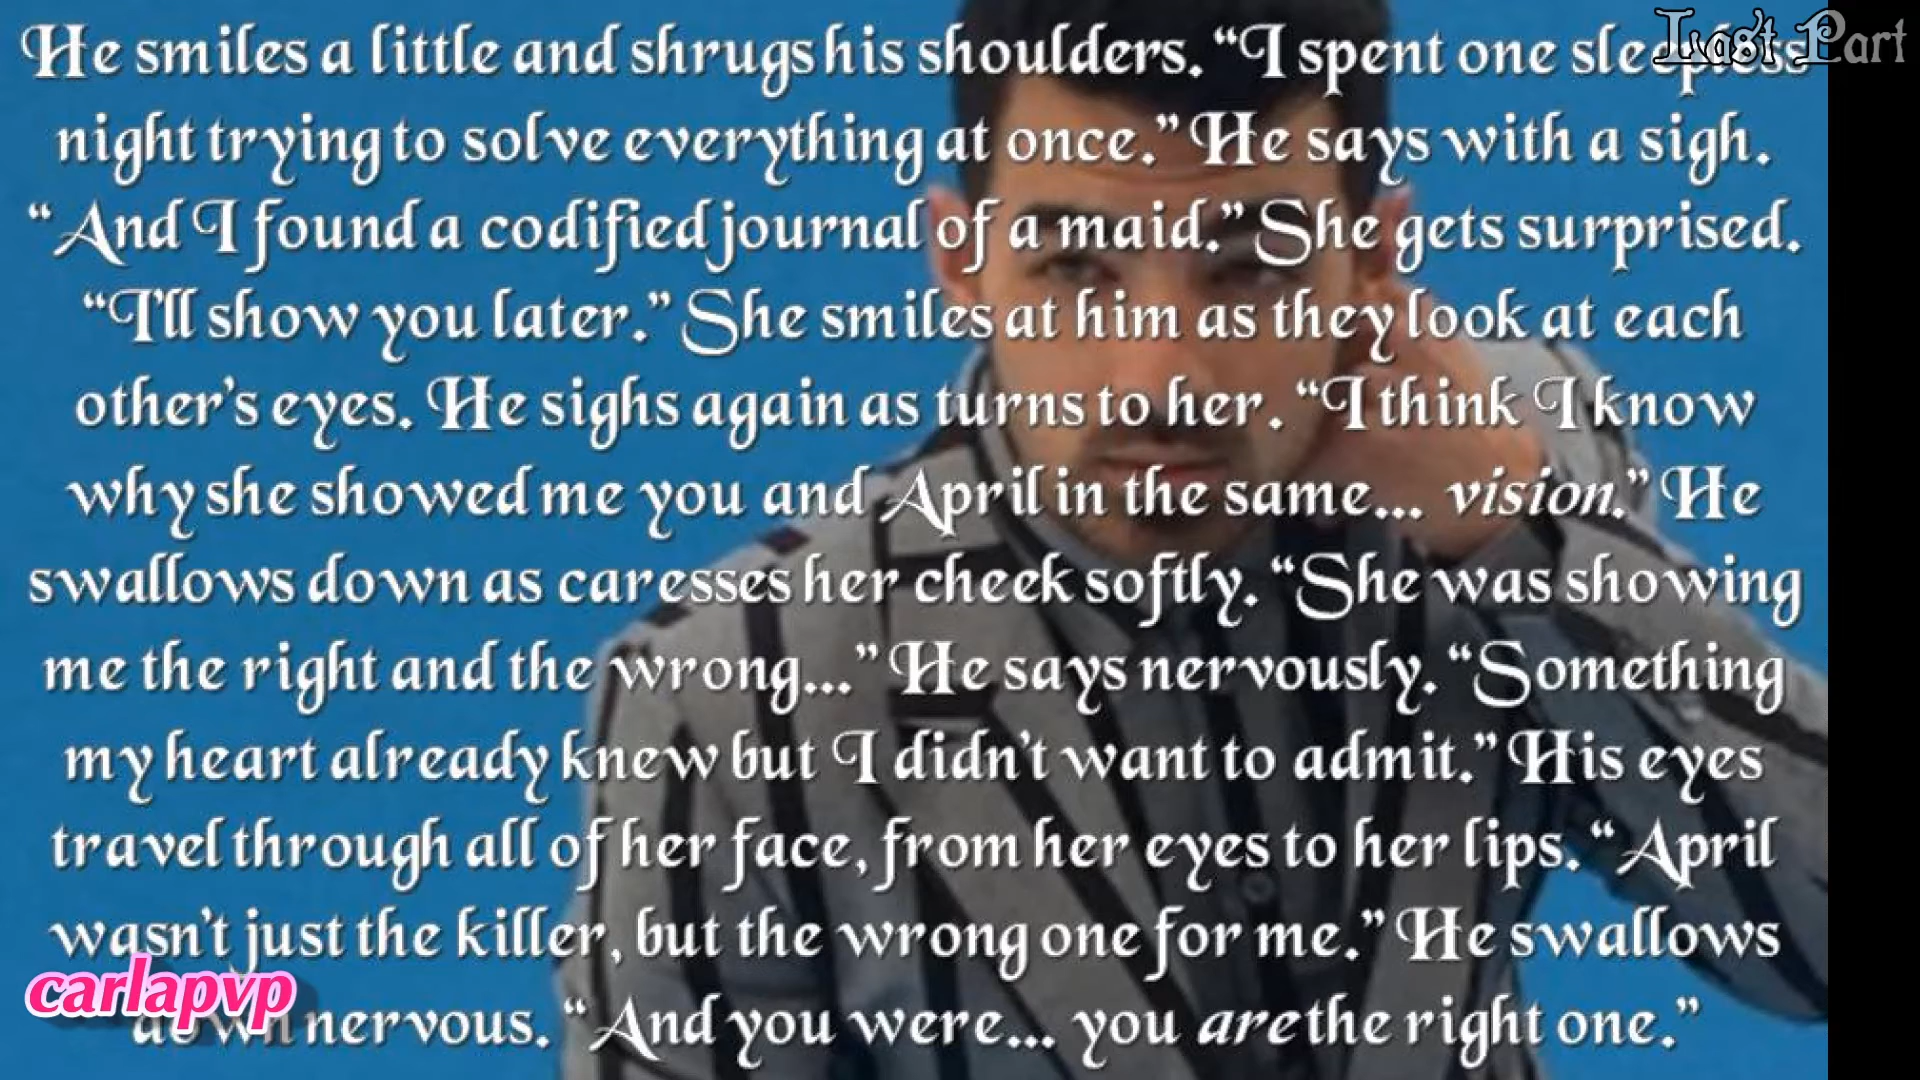 Last Part
He smiles a little and shrugs his shoulders. “I spent one sleepless
night trying to solve everything at once.” He says with a sigh.
“And I found a codified journal of a maid.” She gets surprised.
“I'll show you later.” She smiles at him as they look at each
other’s eyes. He sighs again as turns to her. “I think I know
why she showed me you and April in the same... vision.” He
swallows down as caresses her cheek softly. “She was showing
me the right and the wrong...” He says nervously. “Something
my heart already knew but I didn’t want to admit.” His eyes
travel through all of her face, from her eyes to her lips. “April
wasn’t just the killer, but the wrong one for me.” He swallows
down nervous. “And you were... you are the right one.”
carlapvp